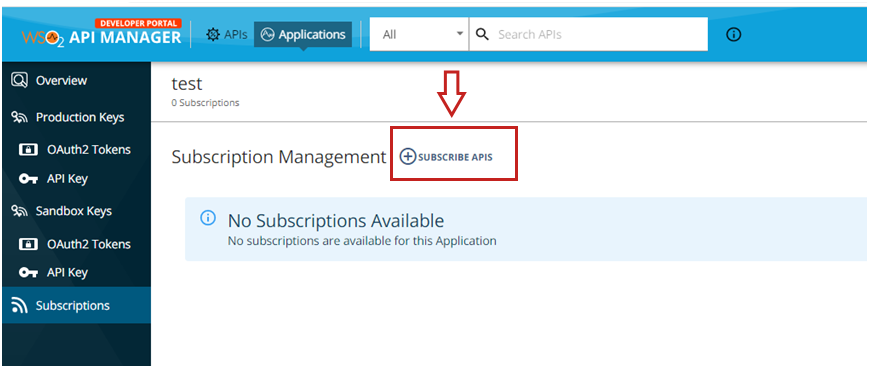 DEVELOPER PORTAL
WSO2 API MANAGER
APIs
Applications
All
Search APIs
Overview
Production Keys
OAuth2 Tokens
API Key
Sandbox Keys
OAuth2 Tokens
API Key
Subscriptions
test
0 Subscriptions
Subscription Management
SUBSCRIBE APIS
No Subscriptions Available
No subscriptions are available for this Application